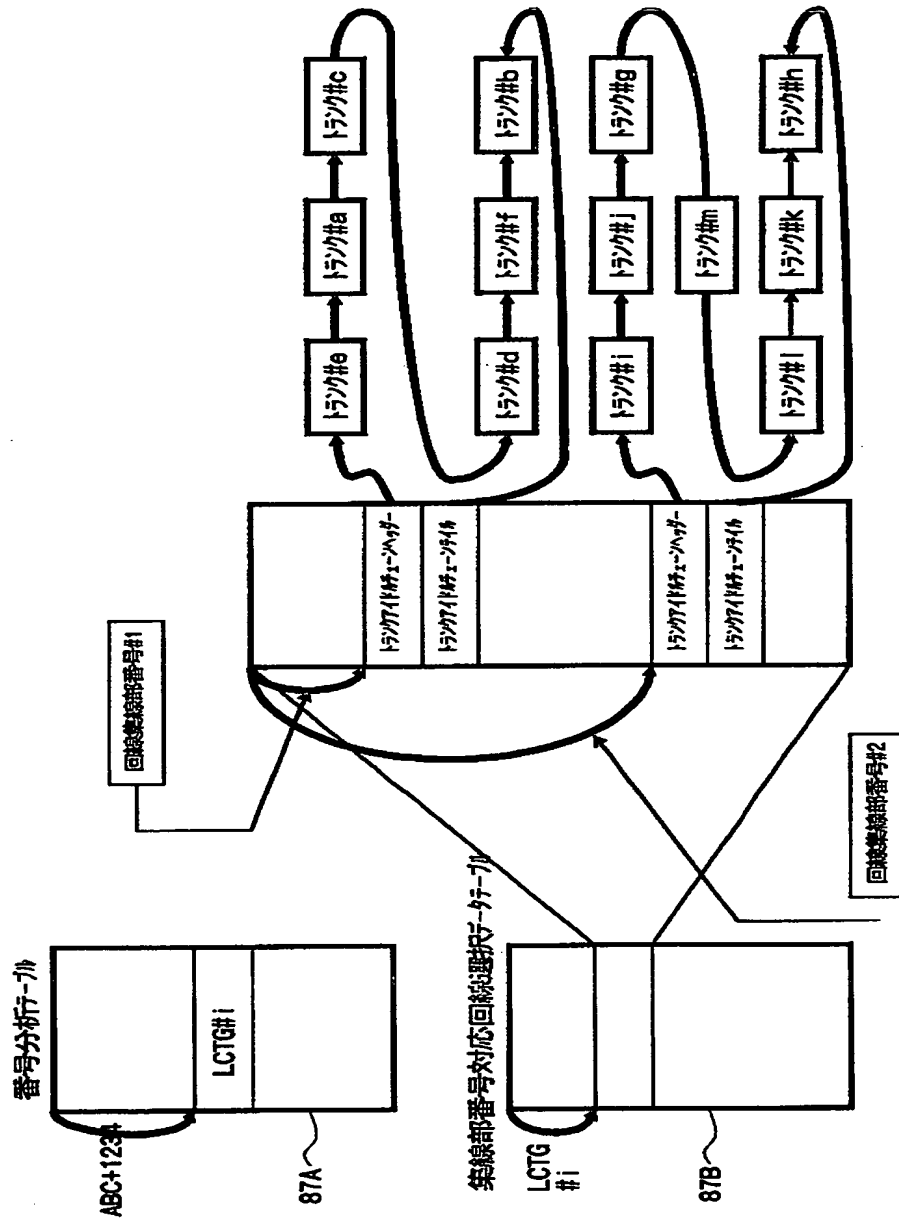 番号分析テーブル
ABC+1234
LCTG#i
87A
集線部番号対応回線選択データテーブル
LCTG
#i
87B
回線集線部番号#1
回線集線部番号#2
トランクアイドルチェーンヘッダー
トランクアイドルチェーンテイル
トランクアイドルチェーンヘッダー
トランクアイドルチェーンテイル
トランク#e
トランク#a
トランク#c
トランク#d
トランク#f
トランク#b
トランク#i
トランク#j
トランク#g
トランク#m
トランク#l
トランク#k
トランク#h